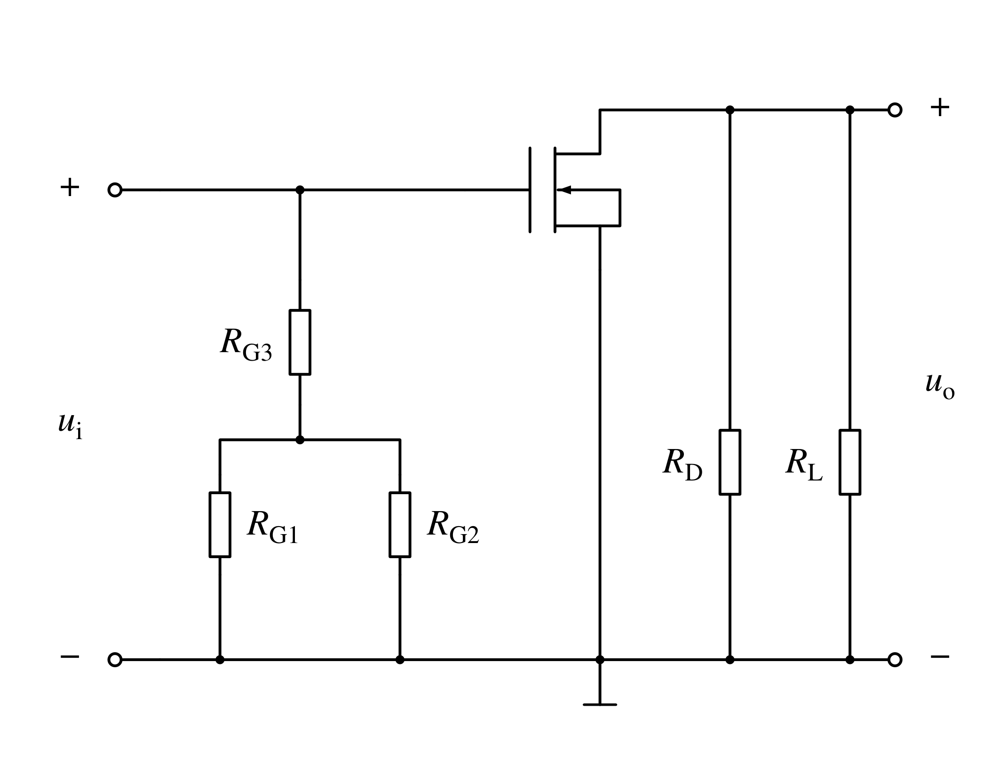 +
+
R_G3
u_i
u_o
R_D
R_L
R_G1
R_G2
−
−